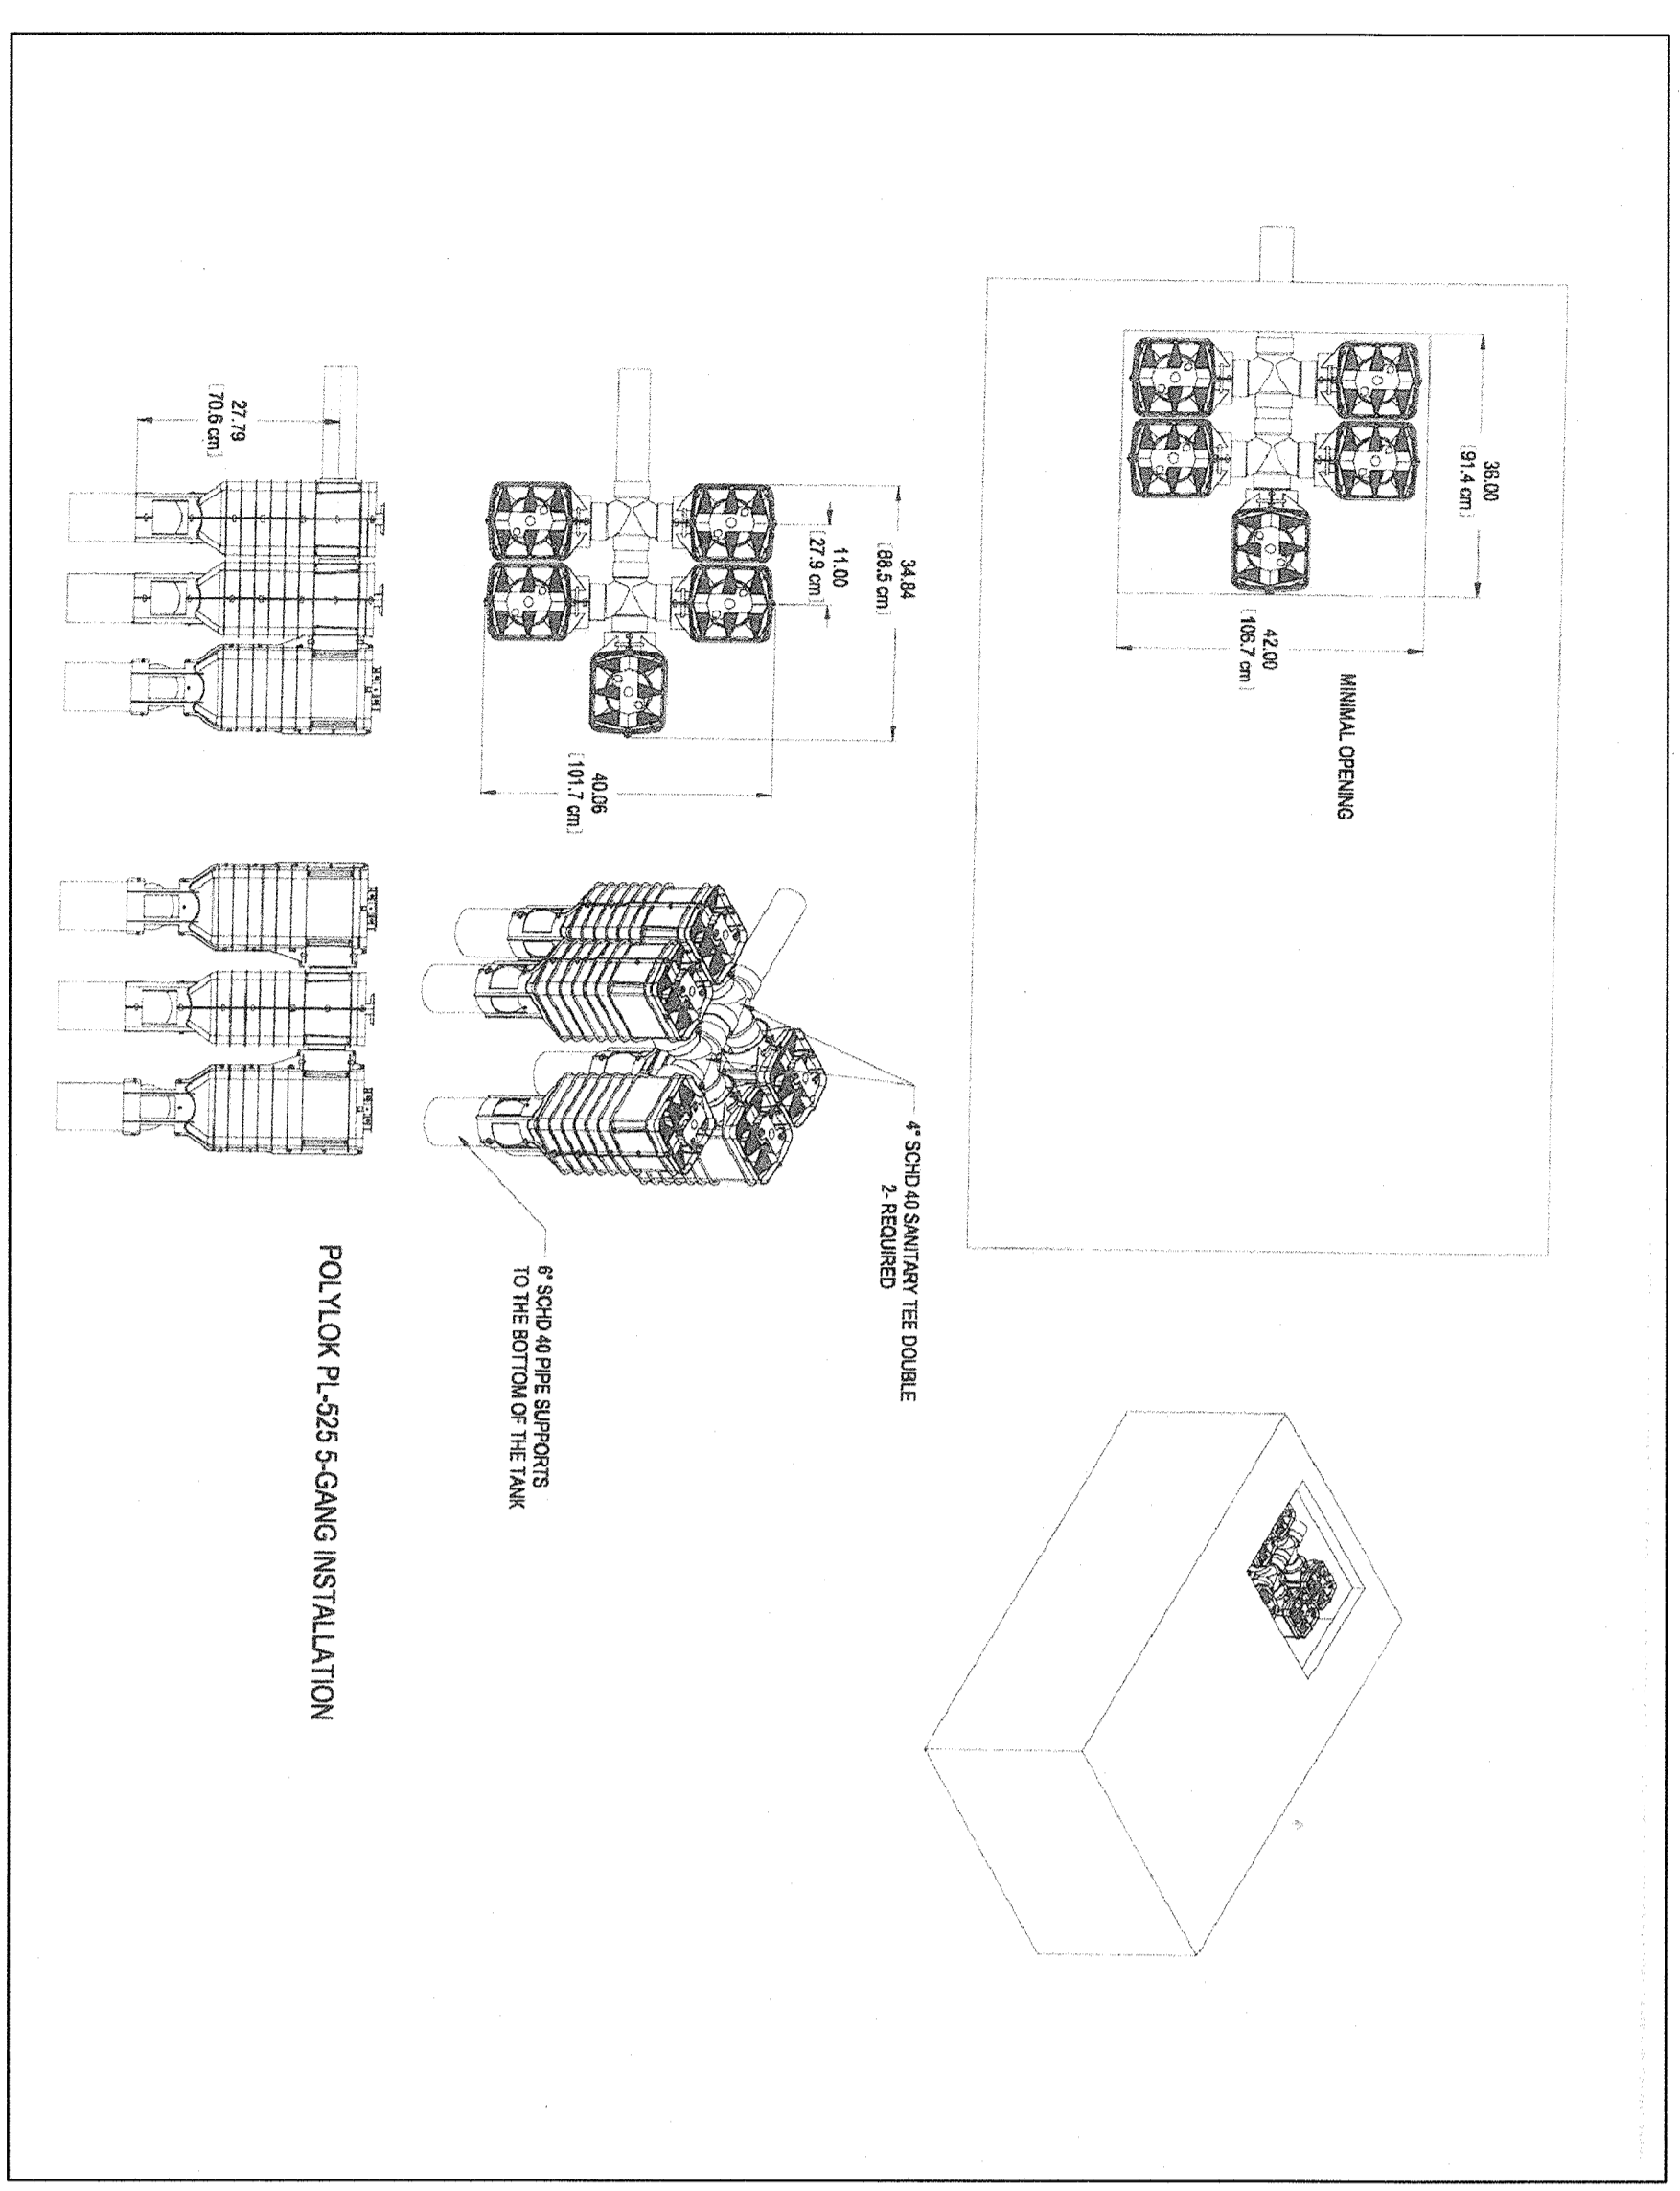 36.00
[91.4 cm]
MINIMAL OPENING
42.00
[106.7 cm]
34.84
[88.5 cm]
11.00
[27.9 cm]
40.06
[101.7 cm]
4" SCHD 40 SANITARY TEE DOUBLE
2- REQUIRED
6" SCHD 40 PIPE SUPPORTS
TO THE BOTTOM OF THE TANK
27.79
[70.6 cm]
POLYLOK PL-525 5-GANG INSTALLATION